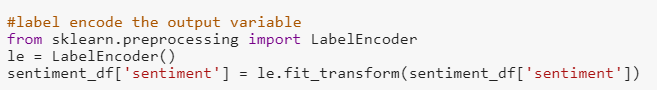 #label encode the output variable
from sklearn.preprocessing import LabelEncoder
le = LabelEncoder()
sentiment_df['sentiment'] = le.fit_transform(sentiment_df['sentiment'])